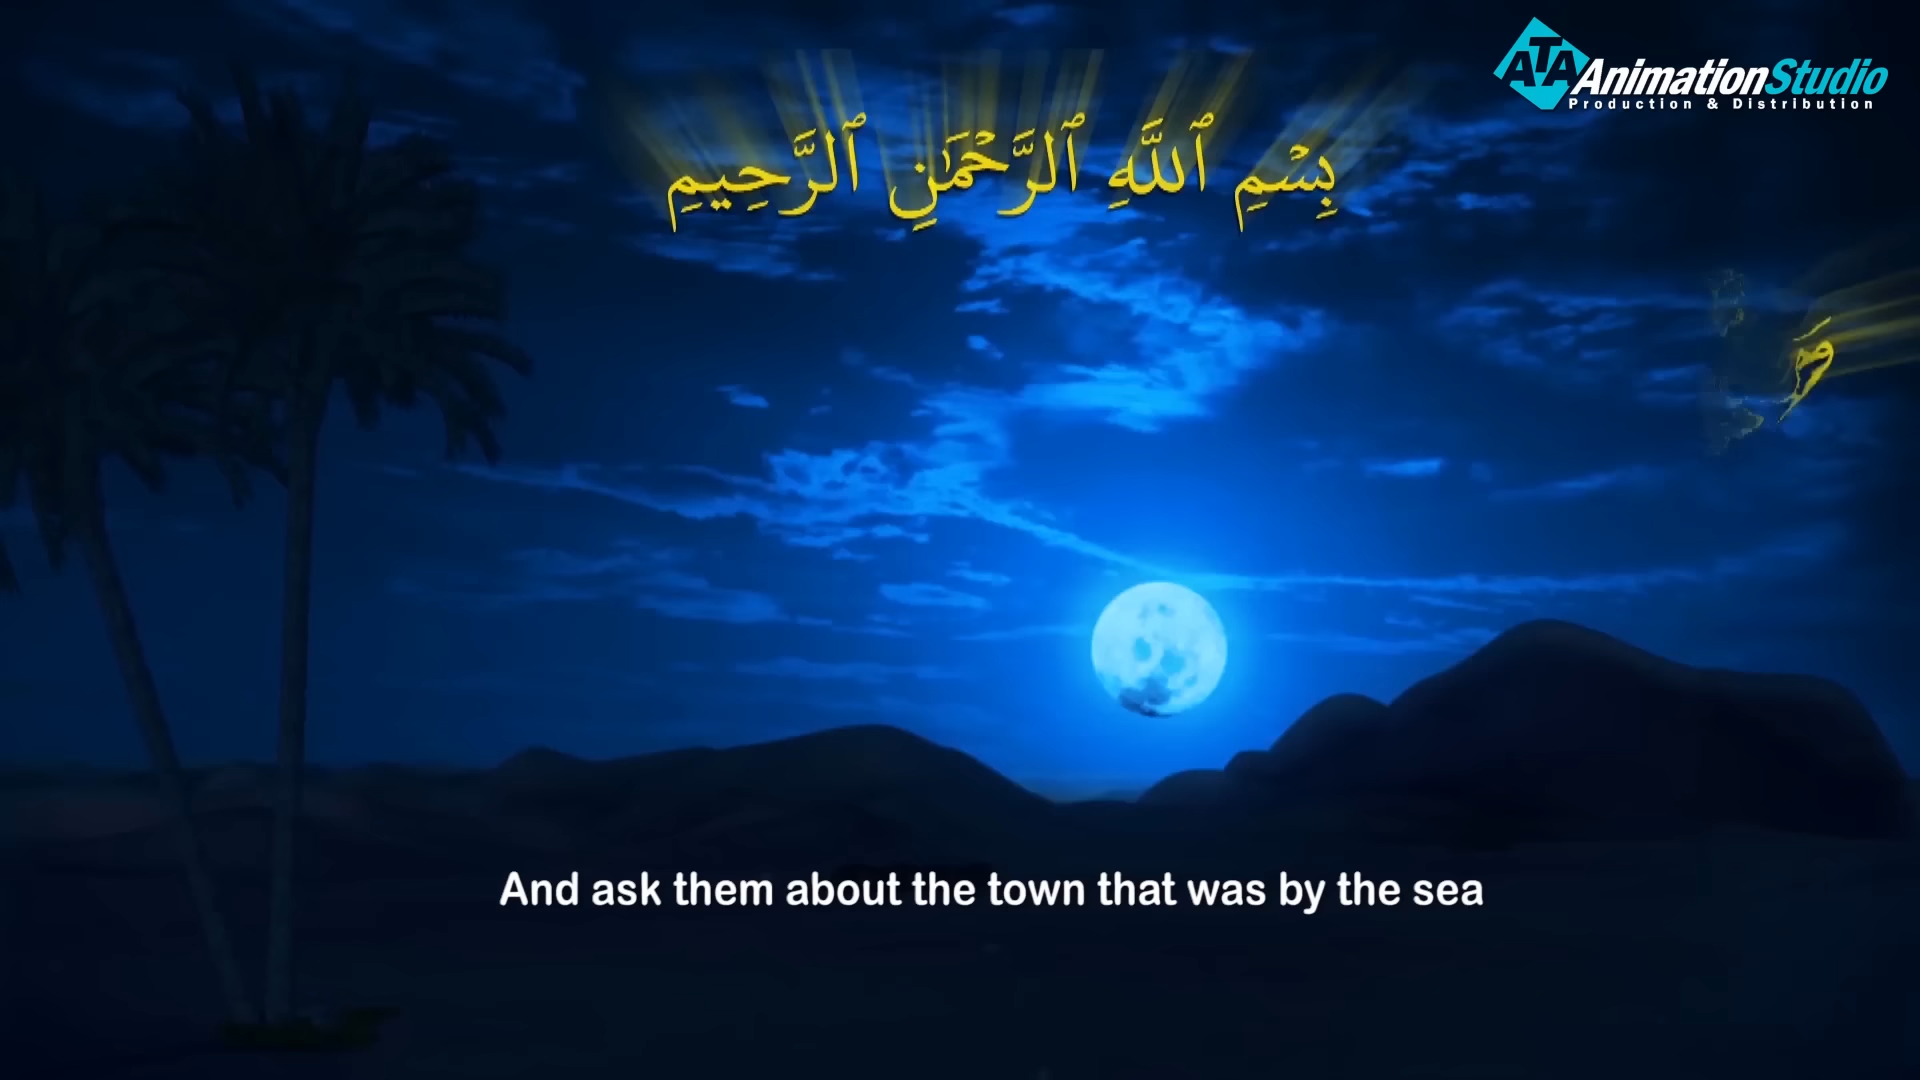 ATA AnimationStudio
Production & Distribution
بِسْمِ ٱللَّهِ ٱلرَّحْمَٰنِ ٱلرَّحِيمِ
And ask them about the town that was by the sea